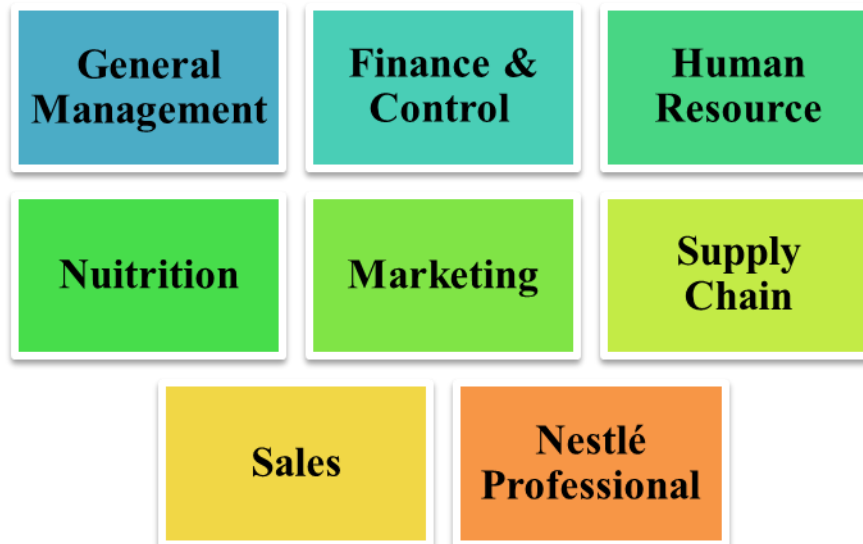 General
Management
Finance &
Control
Human
Resource
Nuitrition
Marketing
Supply
Chain
Sales
Nestlé
Professional